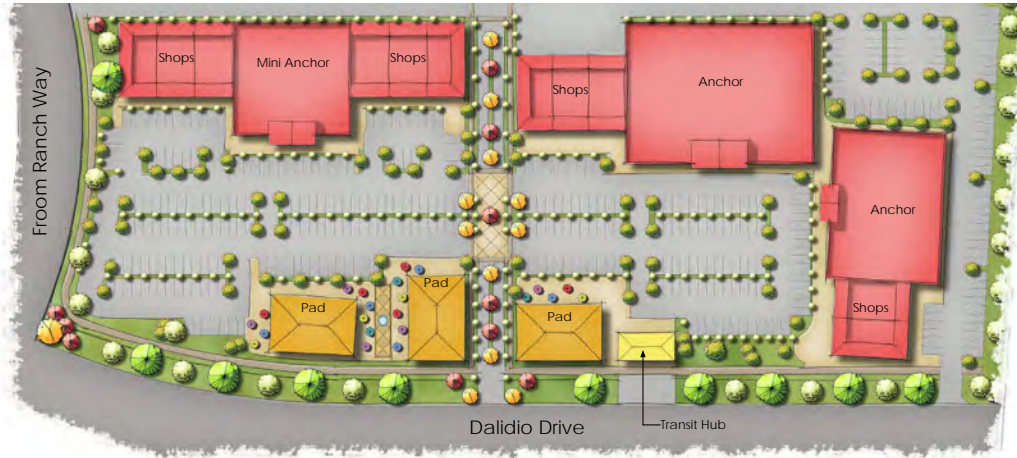 Froom Ranch Way
Shops
Mini Anchor
Shops
Shops
Anchor
Anchor
Shops
Pad
Pad
Pad
Transit Hub
Dalidio Drive